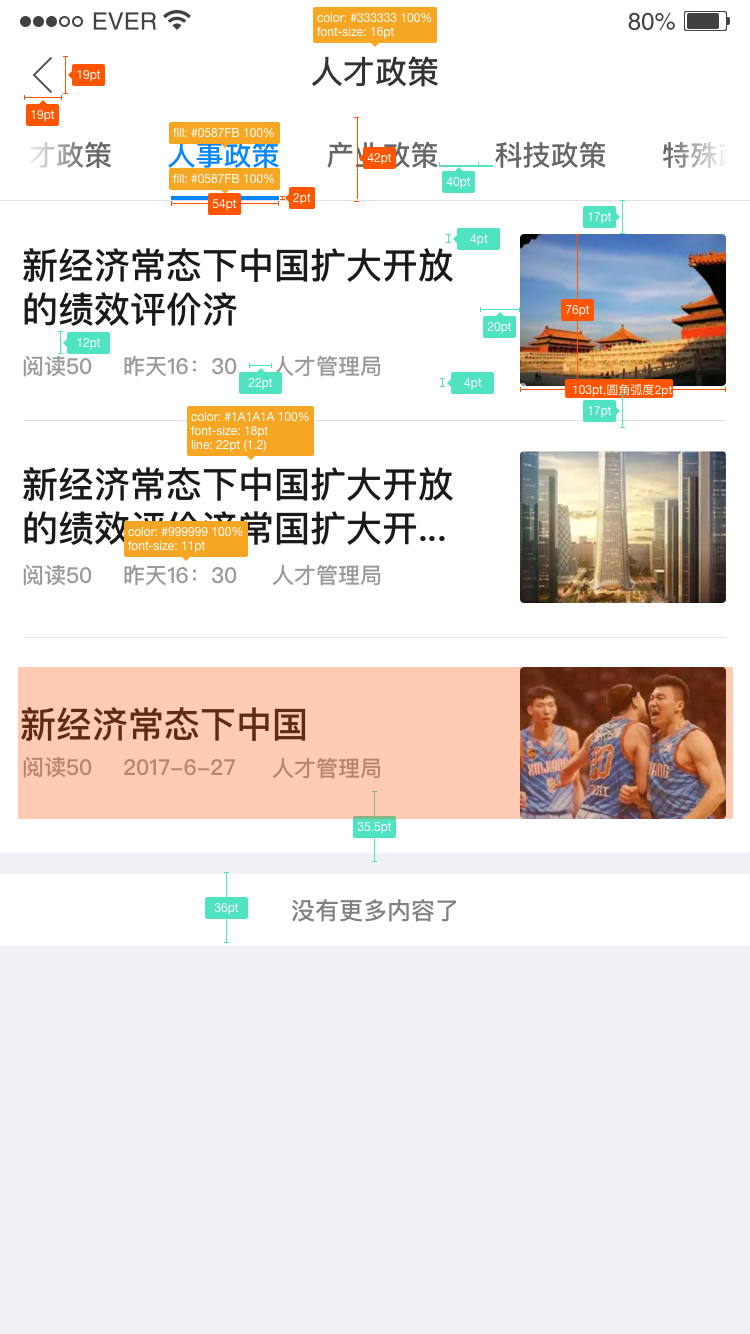 EVER
80%
color: #333333 100%
font-size: 16pt
19pt
人才政策
19pt
fill: #0587FB 100%
才政策
人事政策
产业政策
科技政策
特殊
42pt
40pt
fill: #0587FB 100%
54pt
2pt
17pt
4pt
新经济常态下中国扩大开放
的绩效评价济
76pt
20pt
12pt
阅读50 昨天16：30 人才管理局
22pt
4pt
103pt,圆角弧度2pt
17pt
color: #1A1A1A 100%
font-size: 18pt
line: 22pt (1.2)
新经济常态下中国扩大开放
的绩效评价济常国扩大开...
color: #999999 100%
font-size: 11pt
阅读50 昨天16：30 人才管理局
新经济常态下中国
阅读50 2017-6-27 人才管理局
XINJIANG
20
35.5pt
36pt
没有更多内容了